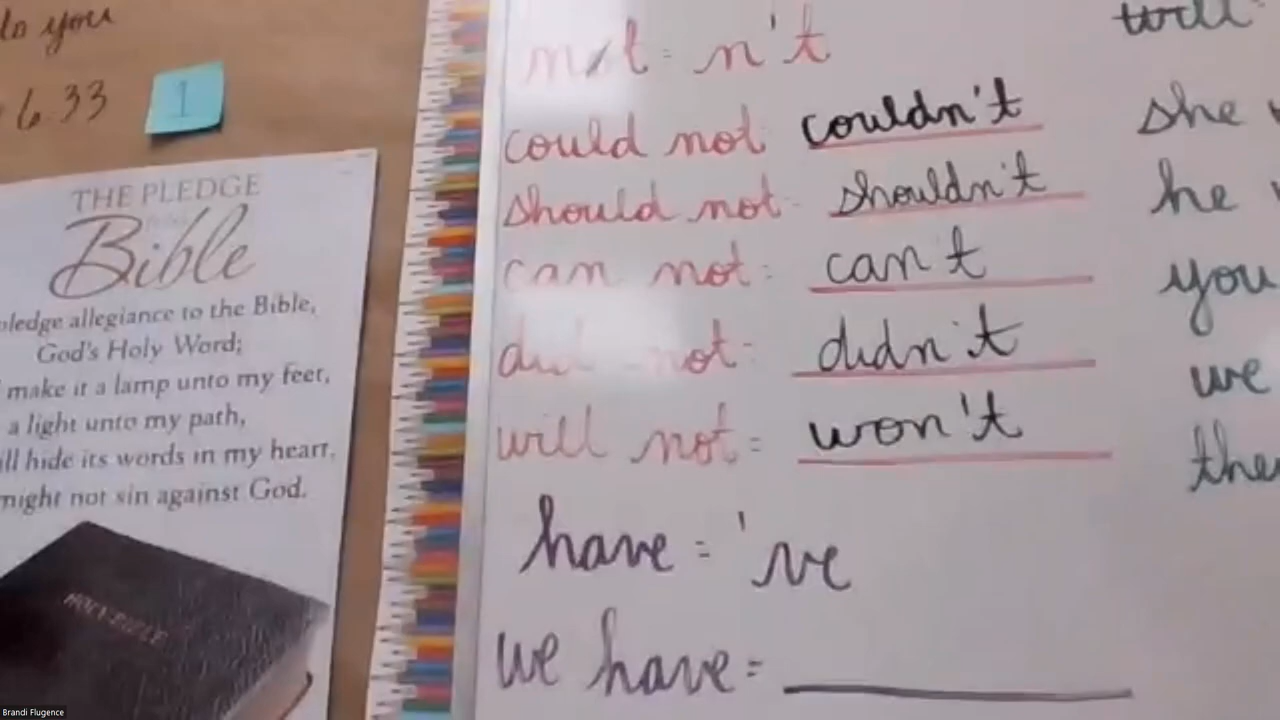 you
6.33
1
THE PLEDGE
Bible
pledge allegiance to the Bible,
God's Holy Word;
make it a lamp unto my feet,
a light unto my path,
hide its words in my heart,
might not sin against God.
HOLY BIBLE
not = n't
could not: couldn't
should not: shouldn't
can not: can't
did not: didn't
will not= won't
have = 've
we have=
will
she
he
you
we
Brandi Flugence